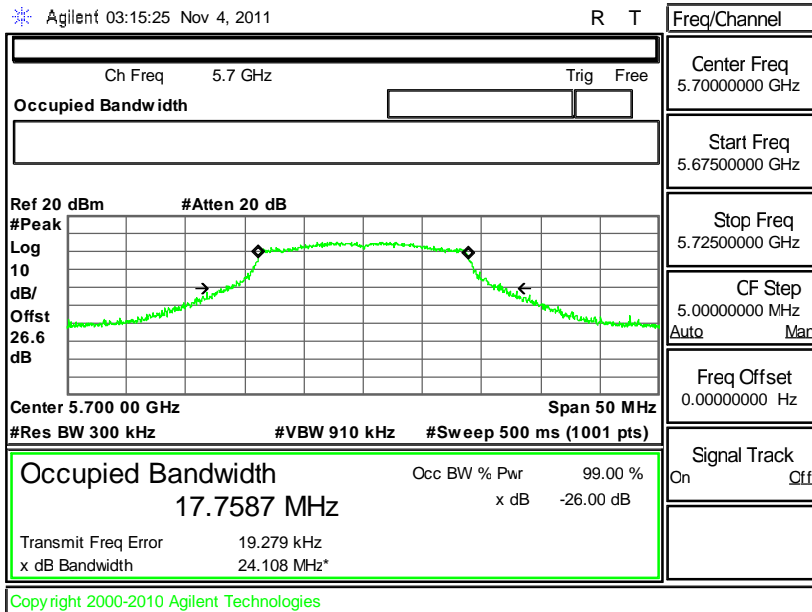 Agilent 03:15:25 Nov 4, 2011 R T
Freq/Channel
Ch Freq 5.7 GHz Trig Free
Occupied Bandwidth
Center Freq
5.70000000 GHz
Start Freq
5.67500000 GHz
Stop Freq
5.72500000 GHz
CF Step
5.00000000 MHz
Auto Man
Freq Offset
0.00000000 Hz
Signal Track
On Off
Ref 20 dBm #Atten 20 dB
#Peak
Log
10
dB/
Offst
26.6
dB
Center 5.700 00 GHz Span 50 MHz
#Res BW 300 kHz #VBW 910 kHz #Sweep 500 ms (1001 pts)
Occupied Bandwidth Occ BW % Pwr 99.00 %
17.7587 MHz x dB -26.00 dB
Transmit Freq Error 19.279 kHz
x dB Bandwidth 24.108 MHz*
Copyright 2000-2010 Agilent Technologies